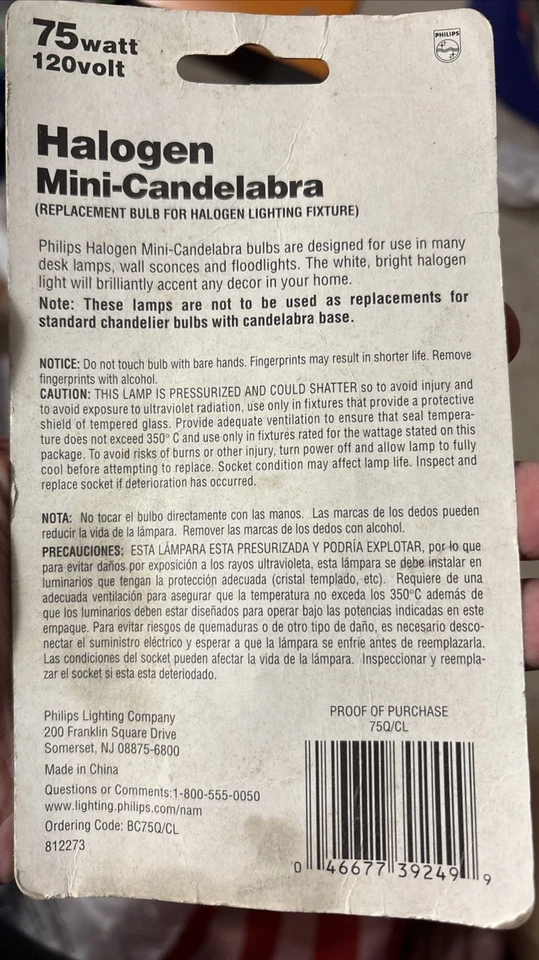 75watt
120volt
PHILIPS
Halogen
Mini-Candelabra
(REPLACEMENT BULB FOR HALOGEN LIGHTING FIXTURE)
Philips Halogen Mini-Candelabra bulbs are designed for use in many
desk lamps, wall sconces and floodlights. The white, bright halogen
light will brilliantly accent any decor in your home.
Note: These lamps are not to be used as replacements for
standard chandelier bulbs with candelabra base.
NOTICE: Do not touch bulb with bare hands. Fingerprints may result in shorter life. Remove
fingerprints with alcohol.
CAUTION: THIS LAMP IS PRESSURIZED AND COULD SHATTER so to avoid injury and
to avoid exposure to ultraviolet radiation, use only in fixtures that provide a protective
shield of tempered glass. Provide adequate ventilation to ensure that seal tempera-
ture does not exceed 350° C and use only in fixtures rated for the wattage stated on this
package. To avoid risks of burns or other injury, turn power off and allow lamp to fully
cool before attempting to replace. Socket condition may affect lamp life. Inspect and
replace socket if deterioration has occurred.
NOTA: No tocar el bulbo directamente con las manos. Las marcas de los dedos pueden
reducir la vida de la lámpara. Remover las marcas de los dedos con alcohol.
PRECAUCIONES: ESTA LÁMPARA ESTA PRESURIZADA Y PODRÍA EXPLOTAR, por lo que
para evitar daños por exposición a los rayos ultravioleta, esta lámpara se debe instalar en
luminarios que tengan la protección adecuada (cristal templado, etc). Requiere de una
adecuada ventilación para asegurar que la temperatura no exceda los 350°C además de
que los luminarios deben estar diseñados para operar bajo las potencias indicadas en este
empaque. Para evitar riesgos de quemaduras o de otro tipo de daño, es necesario desco-
nectar el suministro eléctrico y esperar a que la lámpara se enfrie antes de reemplazarla.
Las condiciones del socket pueden afectar la vida de la lámpara. Inspeccionar y reempla-
zar el socket si esta esta deteriodado.
Philips Lighting Company
200 Franklin Square Drive
Somerset, NJ 08875-6800
Made in China
Questions or Comments:1-800-555-0050
www.lighting.philips.com/nam
Ordering Code: BC75Q/CL
812273
PROOF OF PURCHASE
75Q/CL
0 46677 39249 9